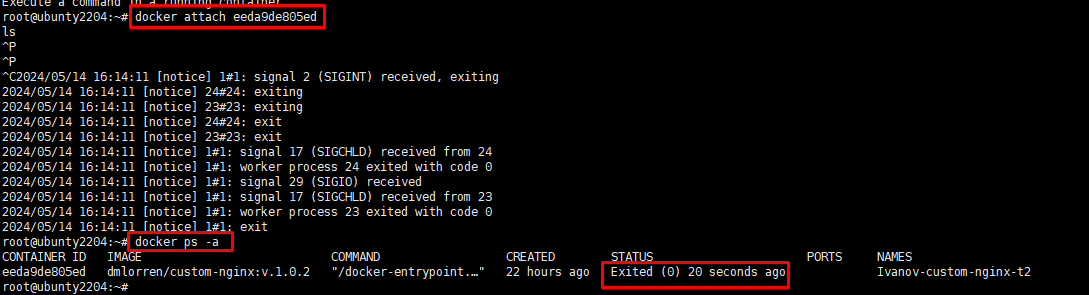 Execute a command in a running container
root@ubunty2204:~# docker attach eeda9de805ed
ls
^P
^P
^C2024/05/14 16:14:11 [notice] 1#1: signal 2 (SIGINT) received, exiting
2024/05/14 16:14:11 [notice] 24#24: exiting
2024/05/14 16:14:11 [notice] 23#23: exiting
2024/05/14 16:14:11 [notice] 24#24: exit
2024/05/14 16:14:11 [notice] 23#23: exit
2024/05/14 16:14:11 [notice] 1#1: signal 17 (SIGCHLD) received from 24
2024/05/14 16:14:11 [notice] 1#1: worker process 24 exited with code 0
2024/05/14 16:14:11 [notice] 1#1: signal 29 (SIGIO) received
2024/05/14 16:14:11 [notice] 1#1: signal 17 (SIGCHLD) received from 23
2024/05/14 16:14:11 [notice] 1#1: worker process 23 exited with code 0
2024/05/14 16:14:11 [notice] 1#1: exit
root@ubunty2204:~# docker ps -a
CONTAINER ID IMAGE COMMAND CREATED STATUS PORTS NAMES
eeda9de805ed dmlorren/custom-nginx:v.1.0.2 "/docker-entrypoint.…" 22 hours ago Exited (0) 20 seconds ago Ivanov-custom-nginx-t2
root@ubunty2204:~#